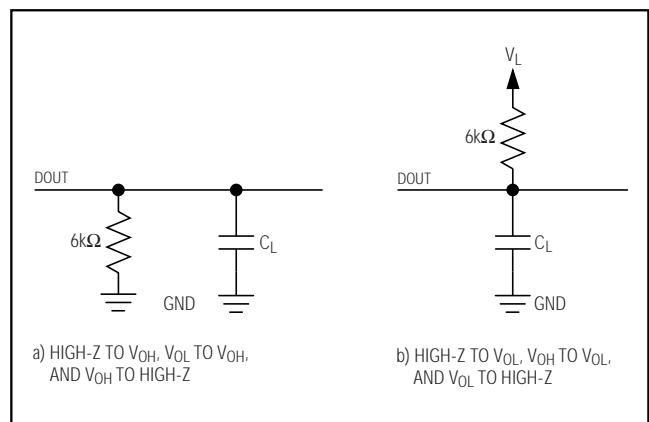 DOUT
6kΩ
C_L
GND
a) HIGH-Z TO V_OH, V_OL TO V_OH,
AND V_OH TO HIGH-Z
V_L
6kΩ
DOUT
C_L
GND
b) HIGH-Z TO V_OL, V_OH TO V_OL,
AND V_OL TO HIGH-Z